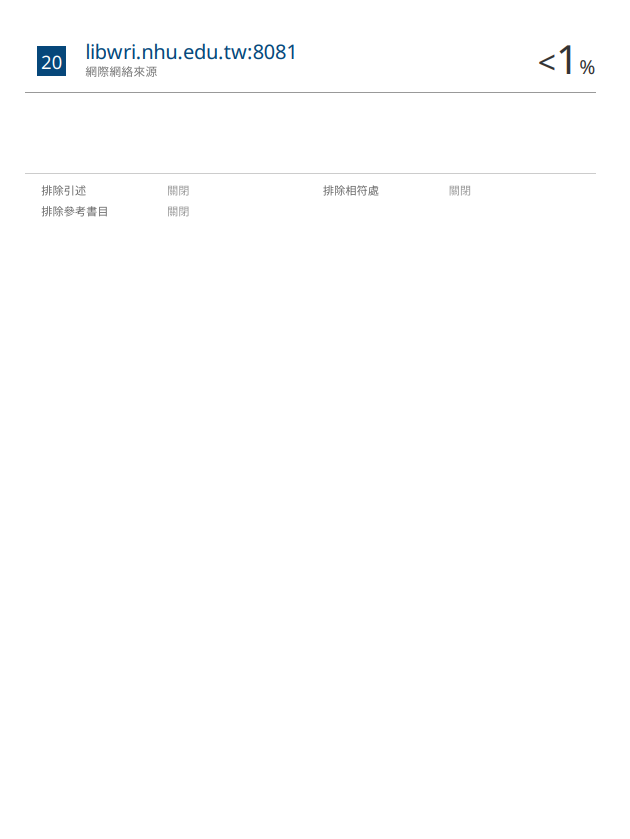 20 libwri.nhu.edu.tw:8081 <1%
網際網絡來源
排除引述 關閉 排除相符處 關閉
排除參考書目 關閉